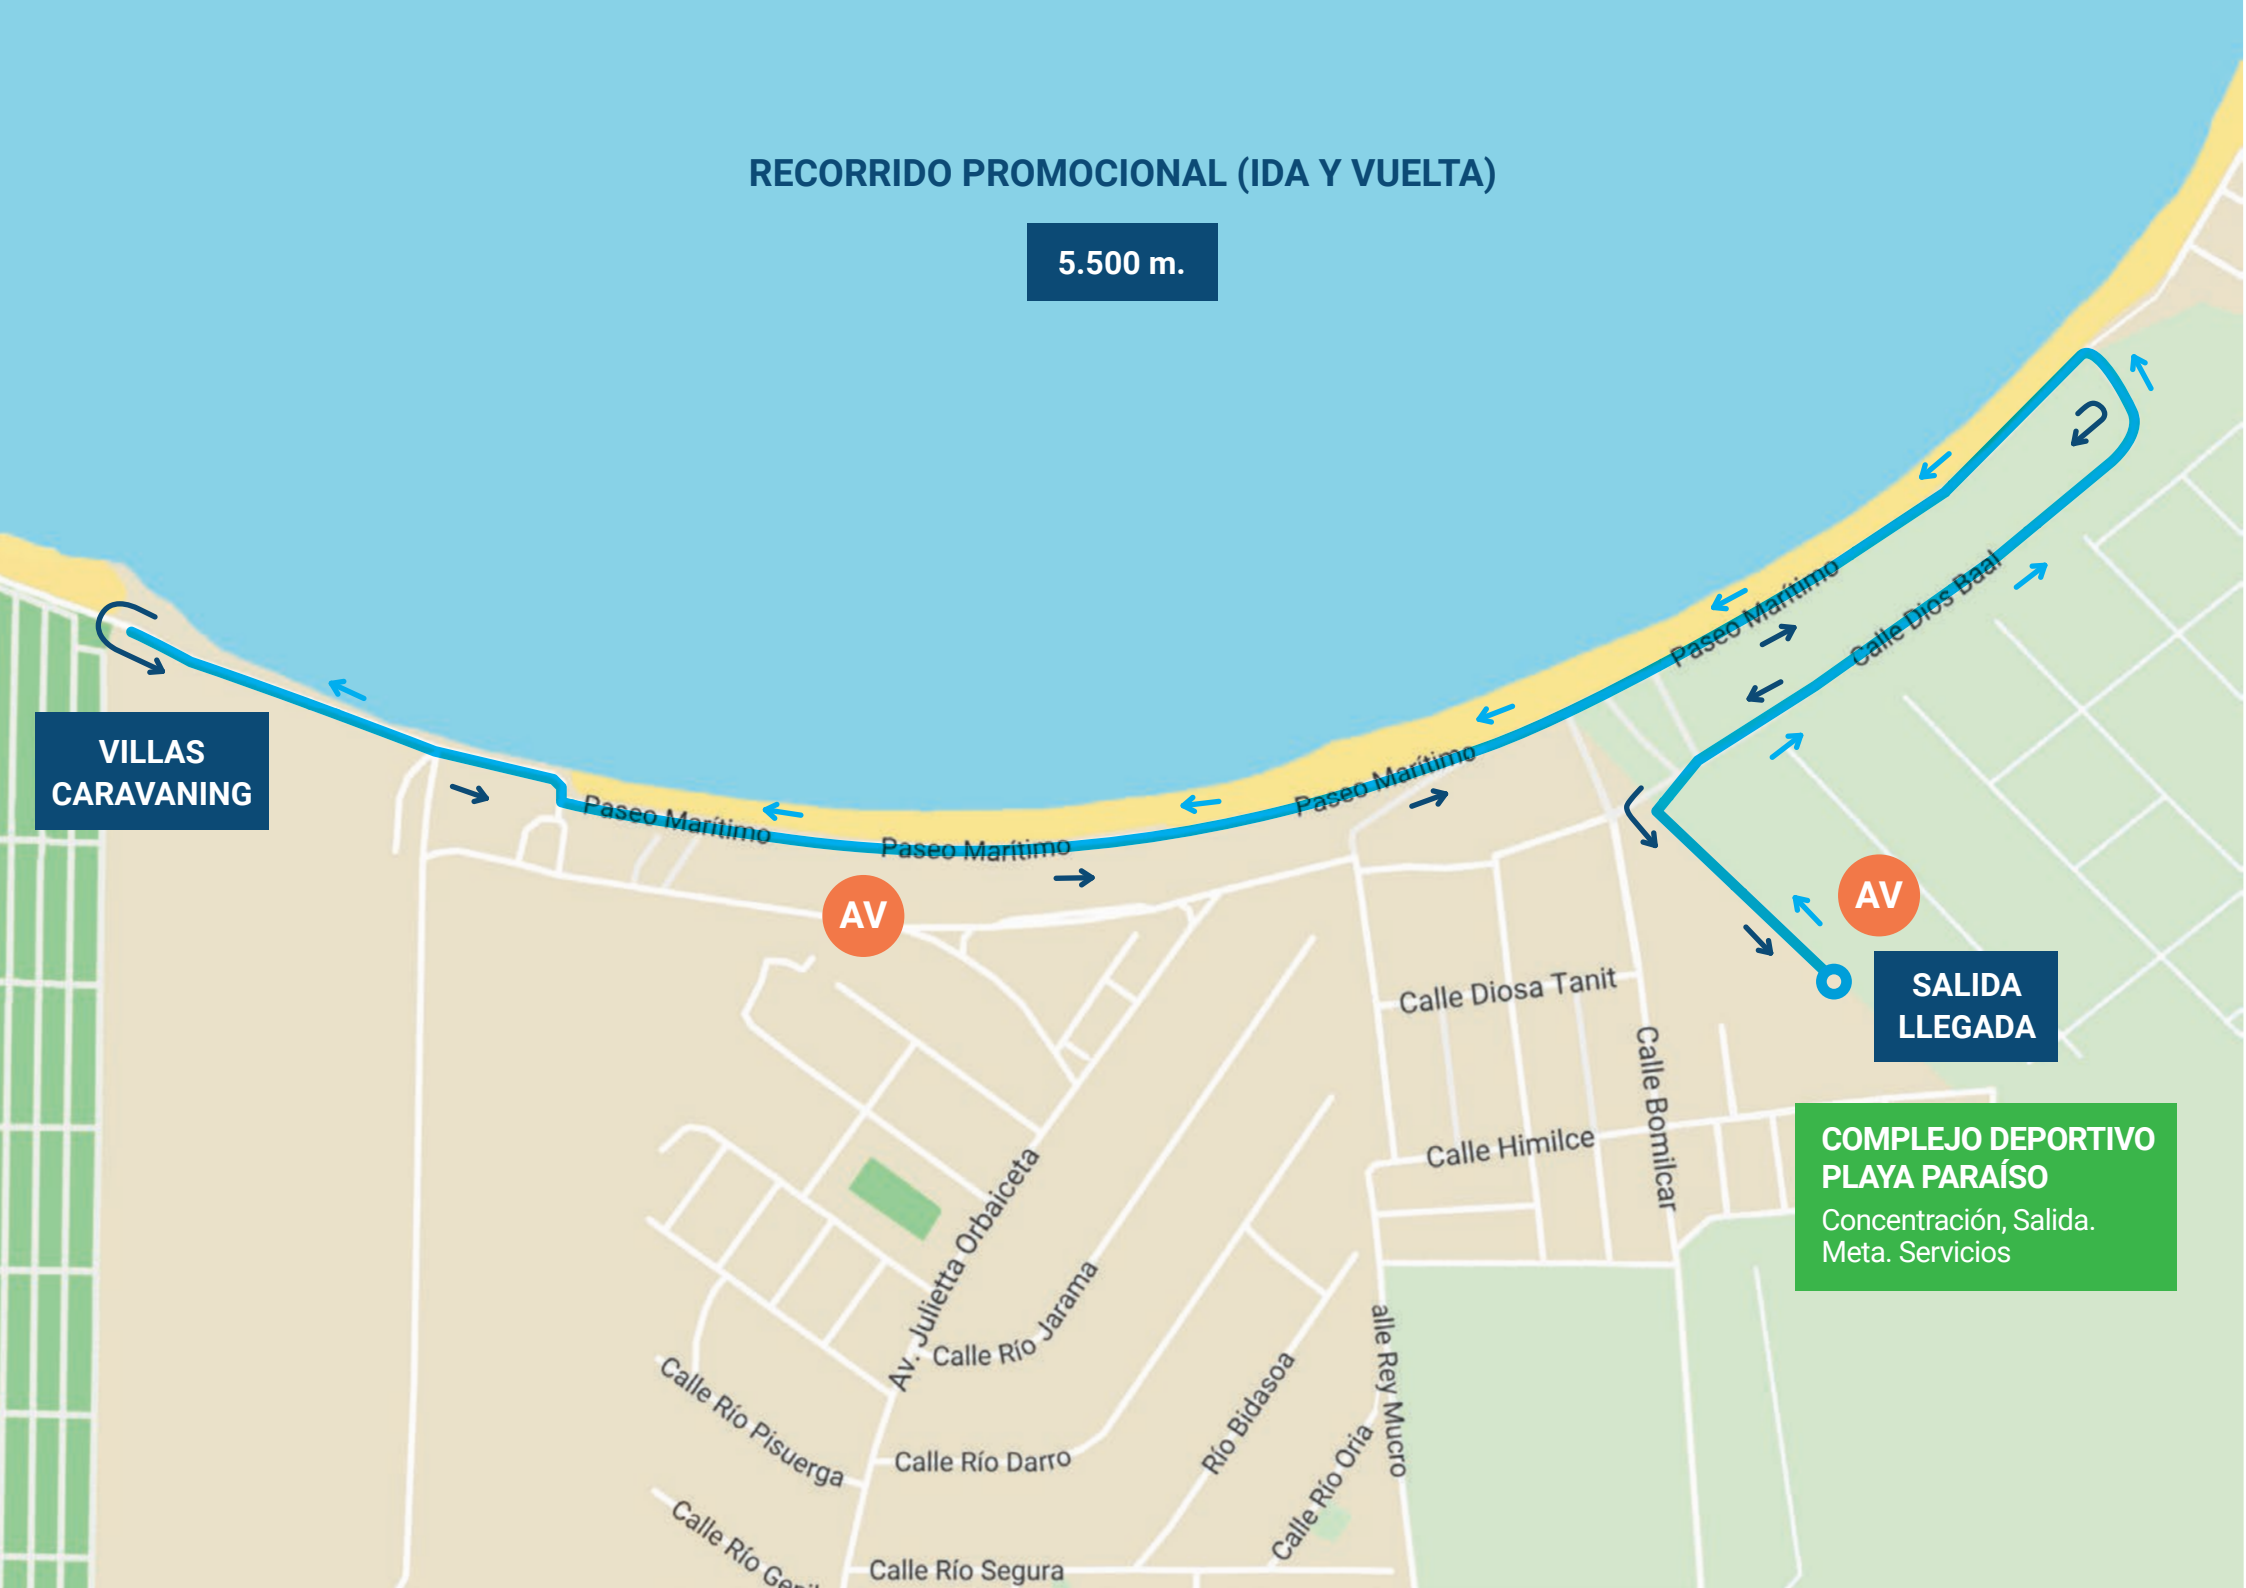 RECORRIDO PROMOCIONAL (IDA Y VUELTA)
5.500 m.
Paseo Marítimo
Calle Dios Baal
VILLAS
CARAVANING
Paseo Marítimo
Paseo Marítimo
Paseo Marítimo
AV
AV
SALIDA
LLEGADA
Calle Diosa Tanit
Calle Bomilcar
Calle Himilce
COMPLEJO DEPORTIVO
PLAYA PARAÍSO
Concentración, Salida.
Meta. Servicios
Av. Julietta Orbaiceta
Calle Río Jarama
alle Rey Mucro
Calle Río Pisuerga
Río Bidasoa
Calle Río Darro
Calle Río Oria
Calle Río
Calle Río Segura